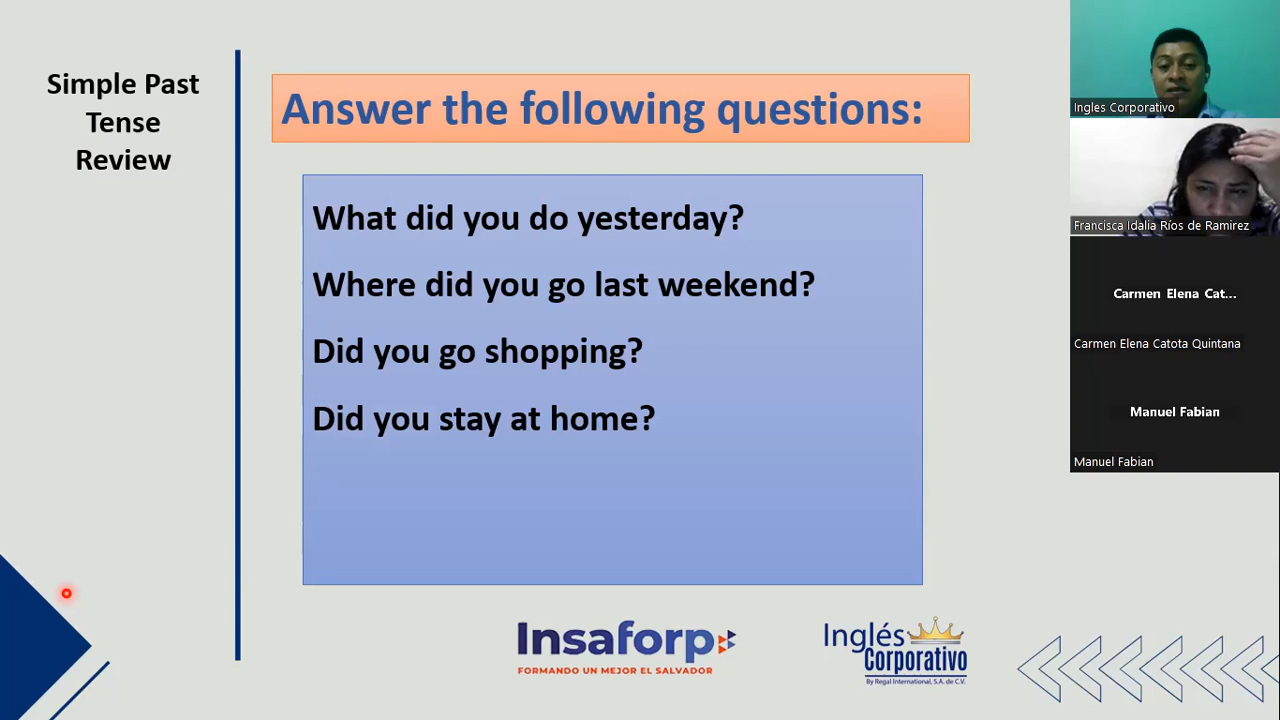 Simple Past
Tense
Review
Answer the following questions:
What did you do yesterday?
Where did you go last weekend?
Did you go shopping?
Did you stay at home?
Insaforp
FORMANDO UN MEJOR EL SALVADOR
Inglés
Corporativo
By Regal International, S.A. de C.V.
Ingles Corporativo
Francisca Idalia Ríos de Ramirez
Carmen Elena Cat...
Carmen Elena Catota Quintana
Manuel Fabian
Manuel Fabian